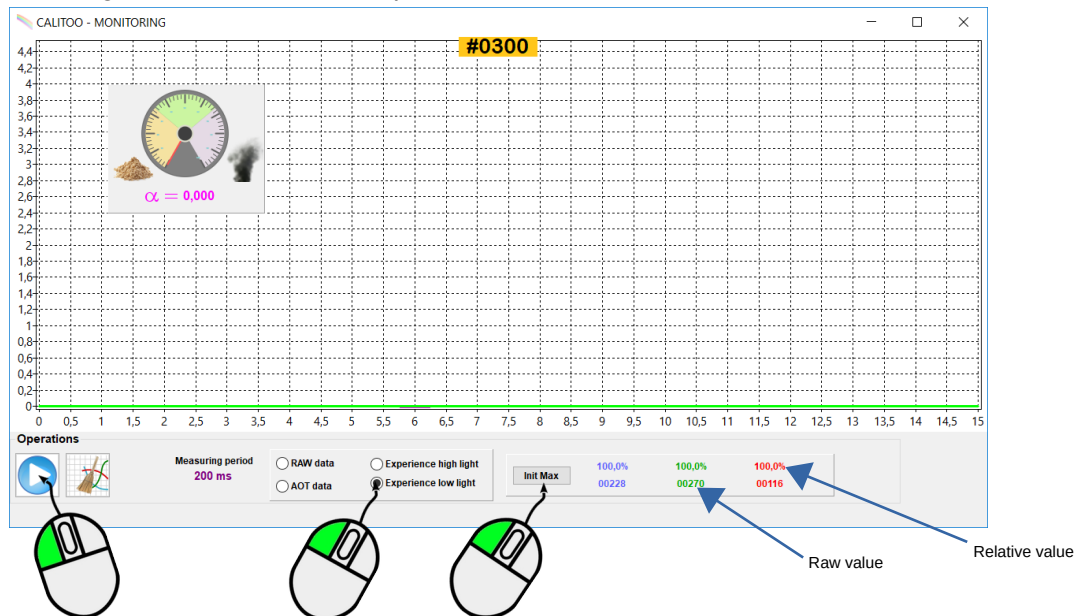 CALITOO - MONITORING
#0300
4,4
4,2
4
3,8
3,6
3,4
3,2
3
2,8
2,6
2,4
2,2
2
1,8
1,6
1,4
1,2
1
0,8
0,6
0,4
0,2
0
α = 0,000
0 0,5 1 1,5 2 2,5 3 3,5 4 4,5 5 5,5 6 6,5 7 7,5 8 8,5 9 9,5 10 10,5 11 11,5 12 12,5 13 13,5 14 14,5 15
Operations
Measuring period
200 ms
RAW data
AOT data
Experience high light
Experience low light
Init Max
100,0% 100,0% 100,0%
00228 00270 00116
Raw value
Relative value